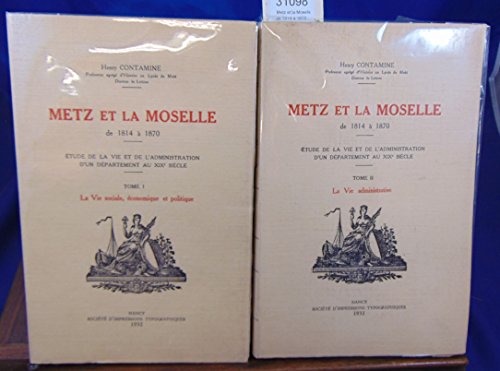 31098
Metz et la Moselle
de 1814 à 1870
Henry CONTAMINE
Professeur agrégé d'Histoire au Lycée de Metz
Docteur ès Lettres
METZ ET LA MOSELLE
de 1814 à 1870
ÉTUDE DE LA VIE ET DE L'ADMINISTRATION
D'UN DÉPARTEMENT AU XIXe SIÈCLE
TOME I
La Vie sociale, économique et politique
NANCY
SOCIÉTÉ D'IMPRESSIONS TYPOGRAPHIQUES
1932
Henry CONTAMINE
Professeur agrégé d'Histoire au Lycée de Metz
Docteur ès Lettres
METZ ET LA MOSELLE
de 1814 à 1870
ÉTUDE DE LA VIE ET DE L'ADMINISTRATION
D'UN DÉPARTEMENT AU XIXe SIÈCLE
TOME II
La Vie administrative
NANCY
SOCIÉTÉ D'IMPRESSIONS TYPOGRAPHIQUES
1932